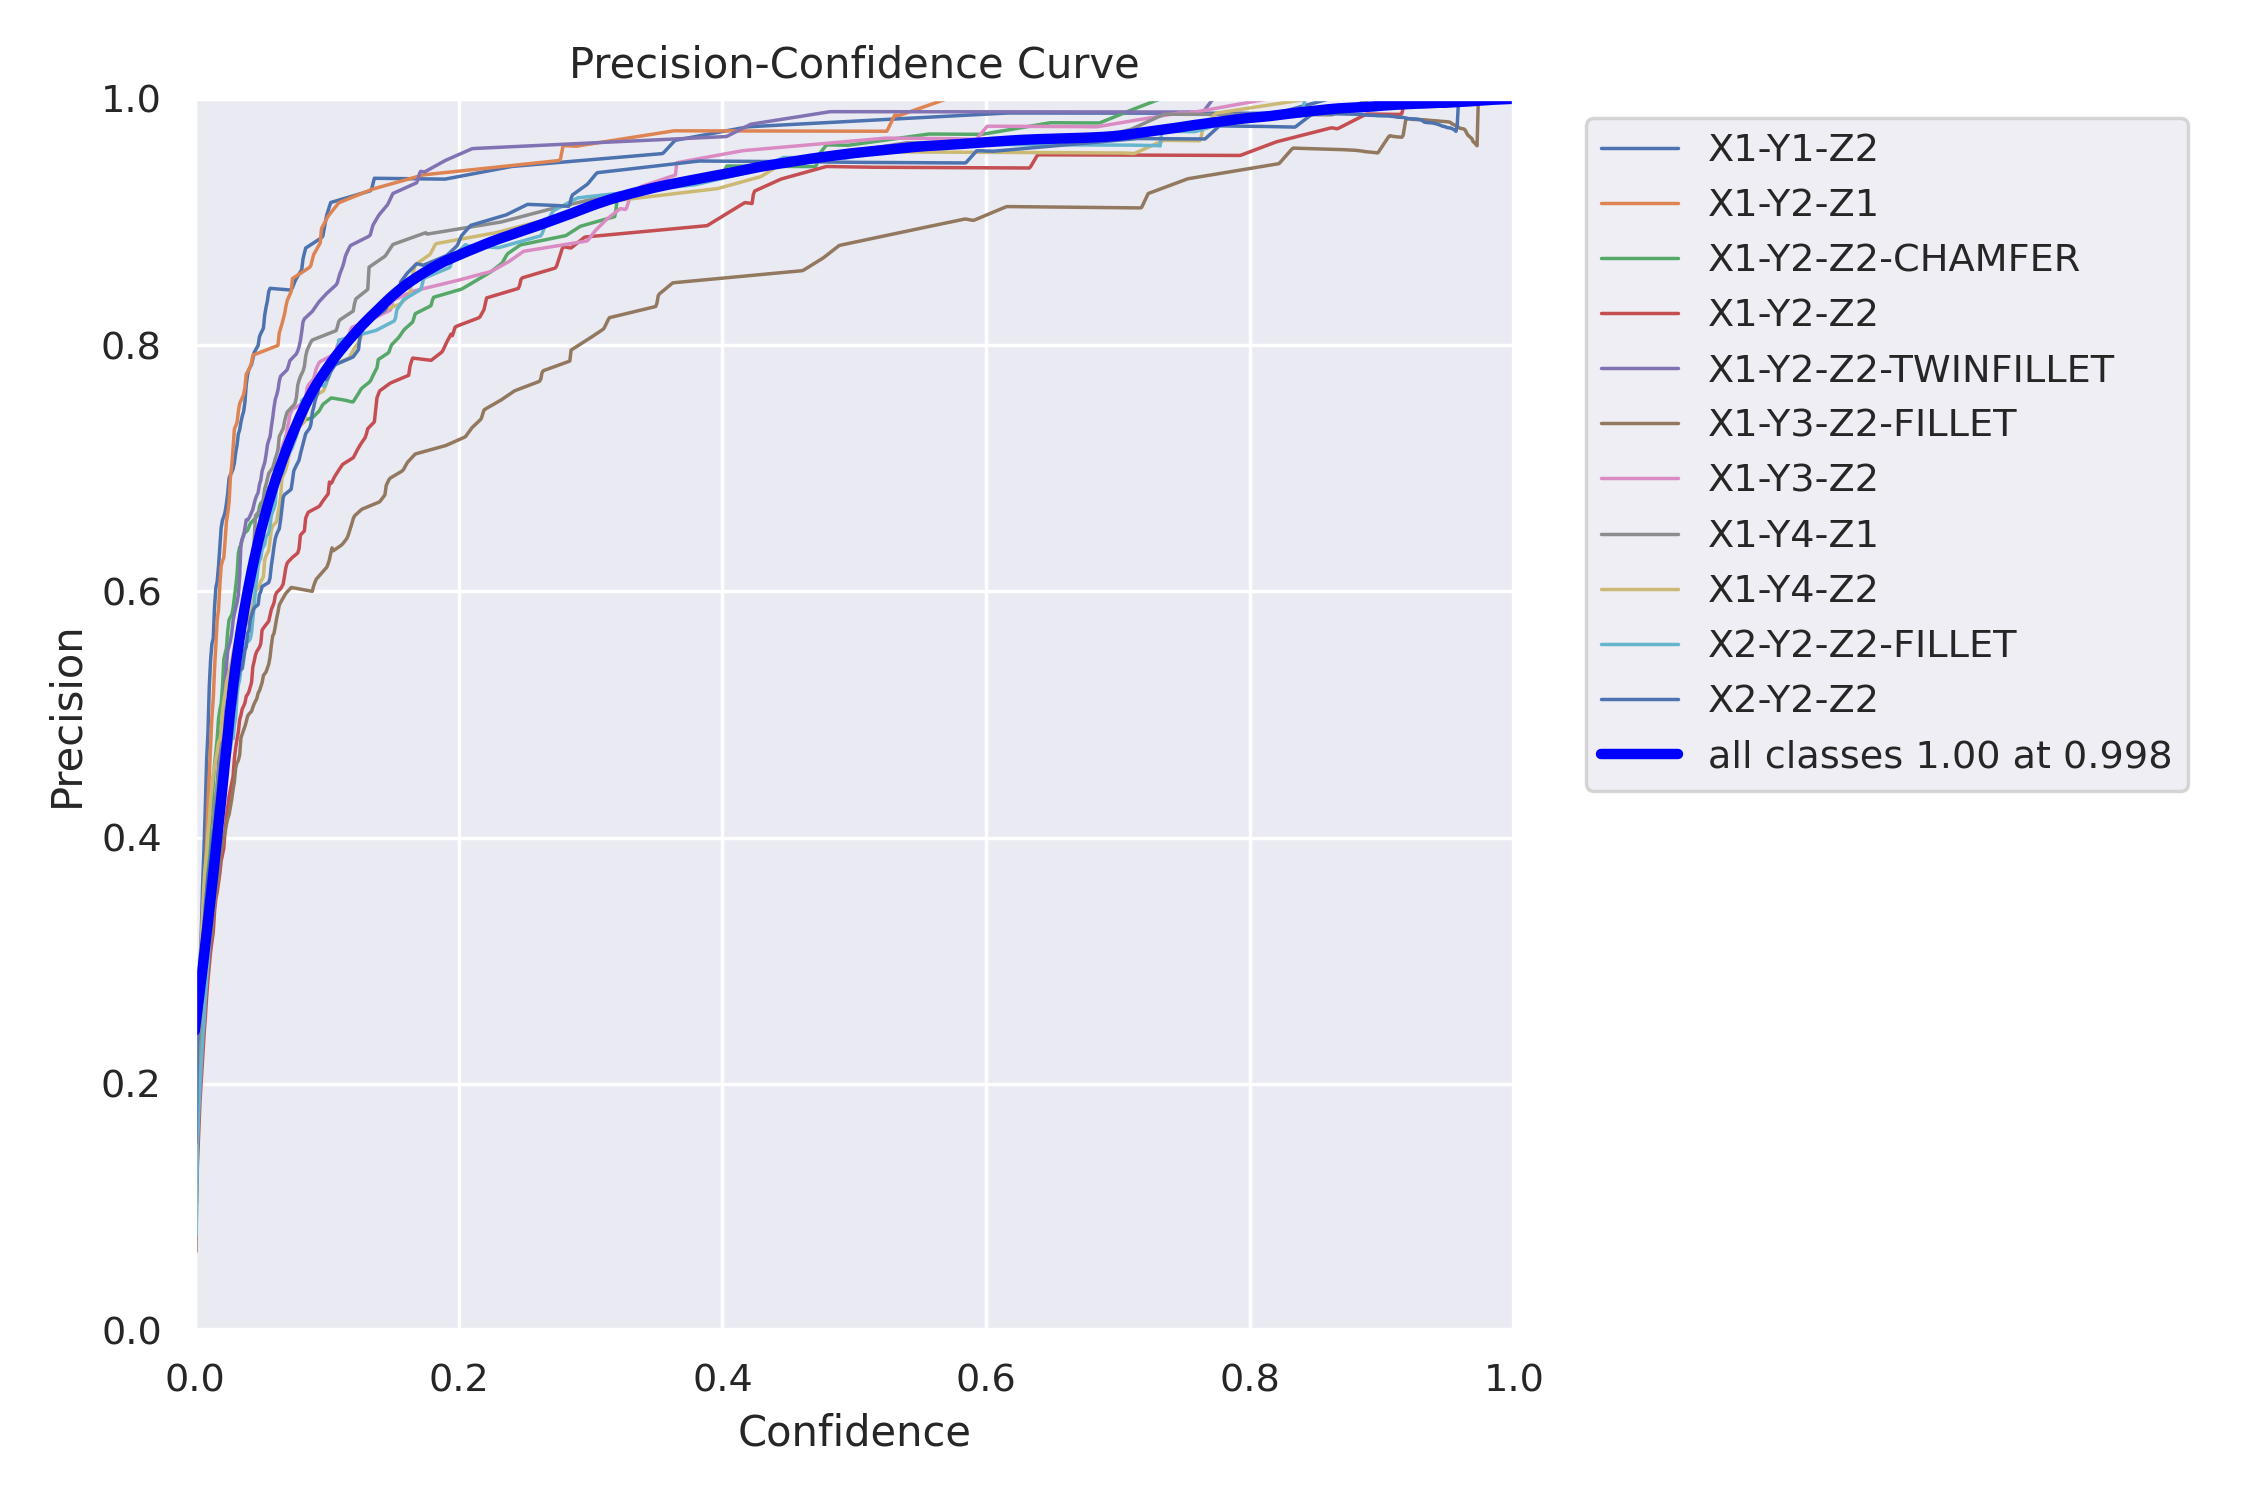 Precision-Confidence Curve
1.0
0.8
0.6
0.4
0.2
0.0
Precision
0.0 0.2 0.4 0.6 0.8 1.0
Confidence
X1-Y1-Z2
X1-Y2-Z1
X1-Y2-Z2-CHAMFER
X1-Y2-Z2
X1-Y2-Z2-TWINFILLET
X1-Y3-Z2-FILLET
X1-Y3-Z2
X1-Y4-Z1
X1-Y4-Z2
X2-Y2-Z2-FILLET
X2-Y2-Z2
all classes 1.00 at 0.998